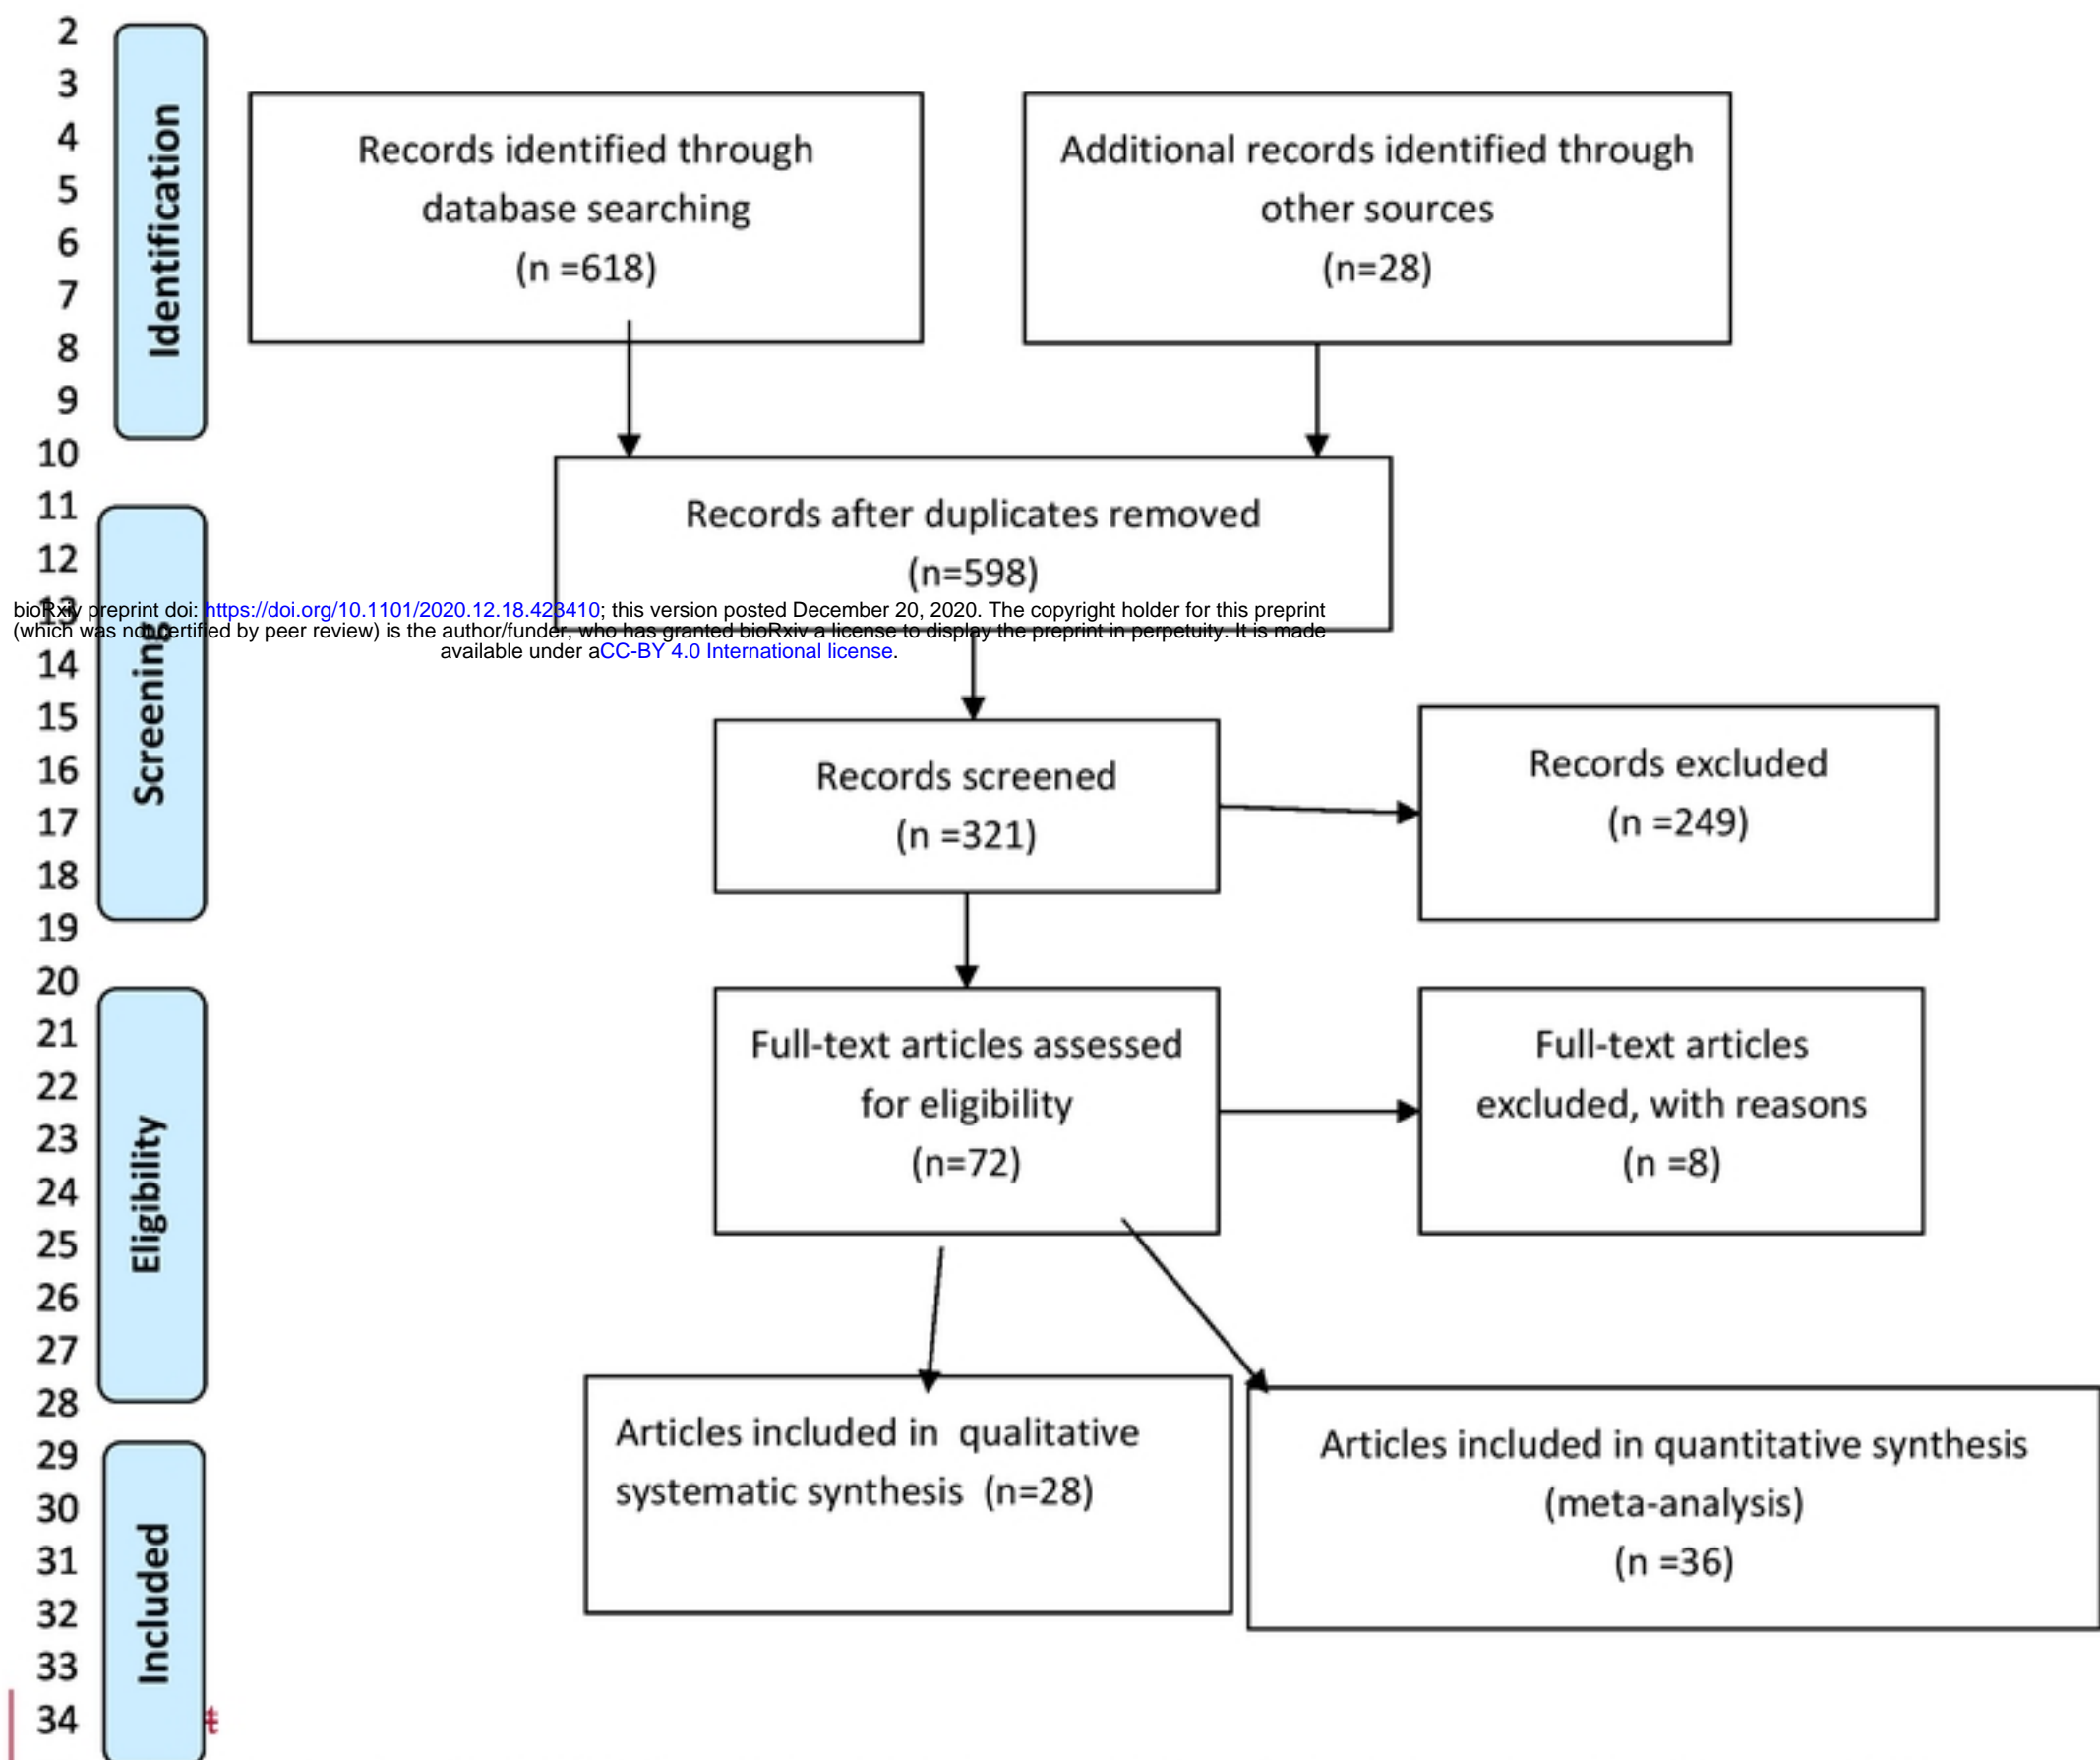 2
3
4
5
6
7
8
9
10
11
12
13
14
15
16
17
18
19
20
21
22
23
24
25
26
27
28
29
30
31
32
33
34
Identification
Records identified through
database searching
(n =618)
Additional records identified through
other sources
(n=28)
Screening
Records after duplicates removed
(n=598)
bioRxiv preprint doi: https://doi.org/10.1101/2020.12.18.423410; this version posted December 20, 2020. The copyright holder for this preprint
(which was not certified by peer review) is the author/funder, who has granted bioRxiv a license to display the preprint in perpetuity. It is made
available under aCC-BY 4.0 International license.
Records screened
(n =321)
Records excluded
(n =249)
Eligibility
Full-text articles assessed
for eligibility
(n=72)
Full-text articles
excluded, with reasons
(n =8)
Included
Articles included in  qualitative
systematic synthesis  (n=28)
Articles included in quantitative synthesis
(meta-analysis)
(n =36)